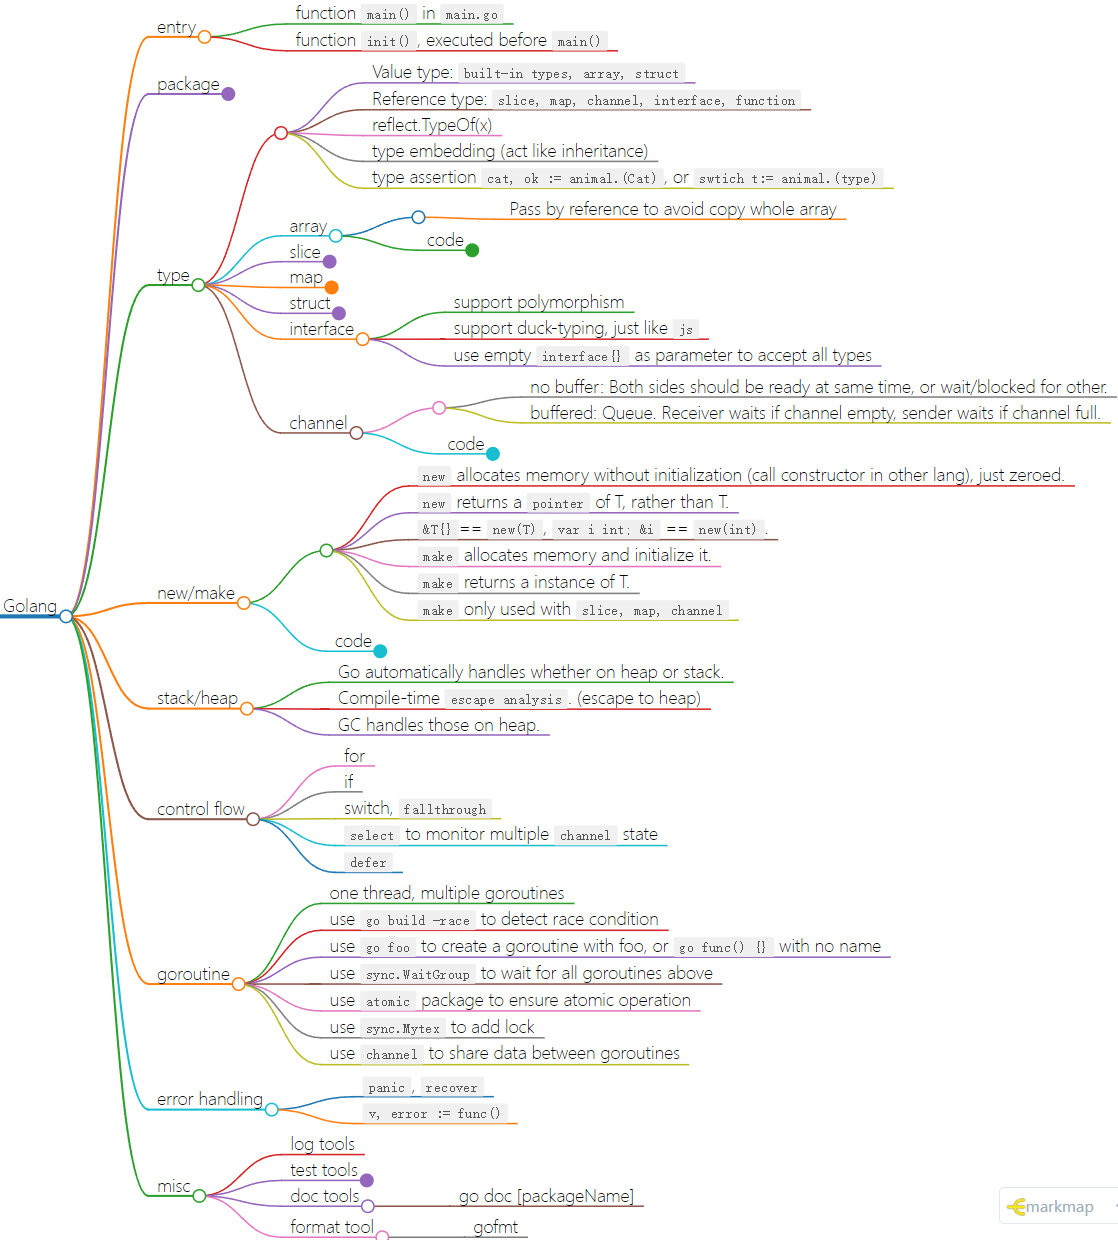 entry
function main() in main.go
function init(), executed before main()
package
Value type: built-in types, array, struct
Reference type: slice, map, channel, interface, function
reflect.TypeOf(x)
type embedding (act like inheritance)
type assertion cat, ok := animal.(Cat), or swtich t:= animal.(type)
type
array
Pass by reference to avoid copy whole array
code
slice
map
struct
interface
support polymorphism
support duck-typing, just like js
use empty interface{} as parameter to accept all types
channel
no buffer: Both sides should be ready at same time, or wait/blocked for other.
buffered: Queue. Receiver waits if channel empty, sender waits if channel full.
code
Golang
new/make
new allocates memory without initialization (call constructor in other lang), just zeroed.
new returns a pointer of T, rather than T.
&T{} == new(T), var i int; &i == new(int).
make allocates memory and initialize it.
make returns a instance of T.
make only used with slice, map, channel
code
stack/heap
Go automatically handles whether on heap or stack.
Compile-time escape analysis. (escape to heap)
GC handles those on heap.
control flow
for
if
switch, fallthrough
select to monitor multiple channel state
defer
goroutine
one thread, multiple goroutines
use go build -race to detect race condition
use go foo to create a goroutine with foo, or go func() {} with no name
use sync.WaitGroup to wait for all goroutines above
use atomic package to ensure atomic operation
use sync.Mytex to add lock
use channel to share data between goroutines
error handling
panic, recover
v, error := func()
misc
log tools
test tools
doc tools
go doc [packageName]
format tool
gofmt
markmap